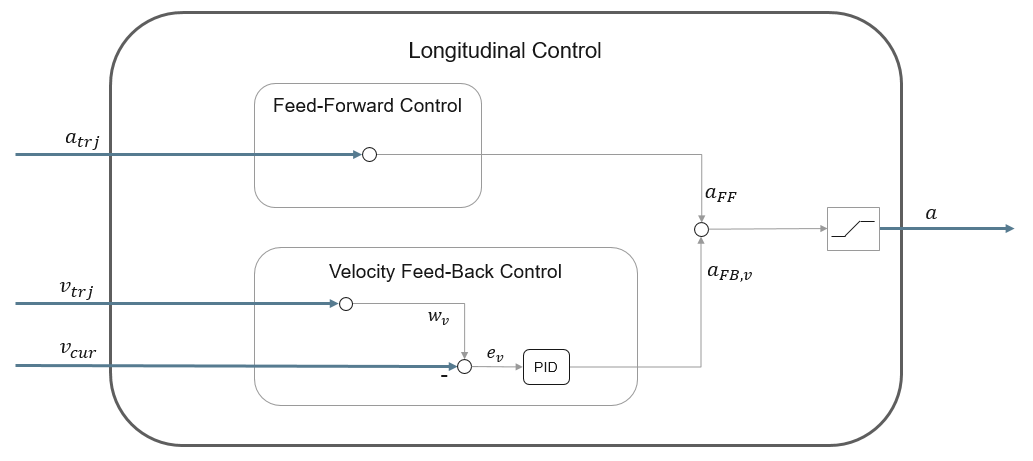 Longitudinal Control
Feed-Forward Control
a_{trj}
a_{FF}
a
Velocity Feed-Back Control
a_{FB,v}
v_{trj}
w_v
v_{cur}
e_v
PID
-